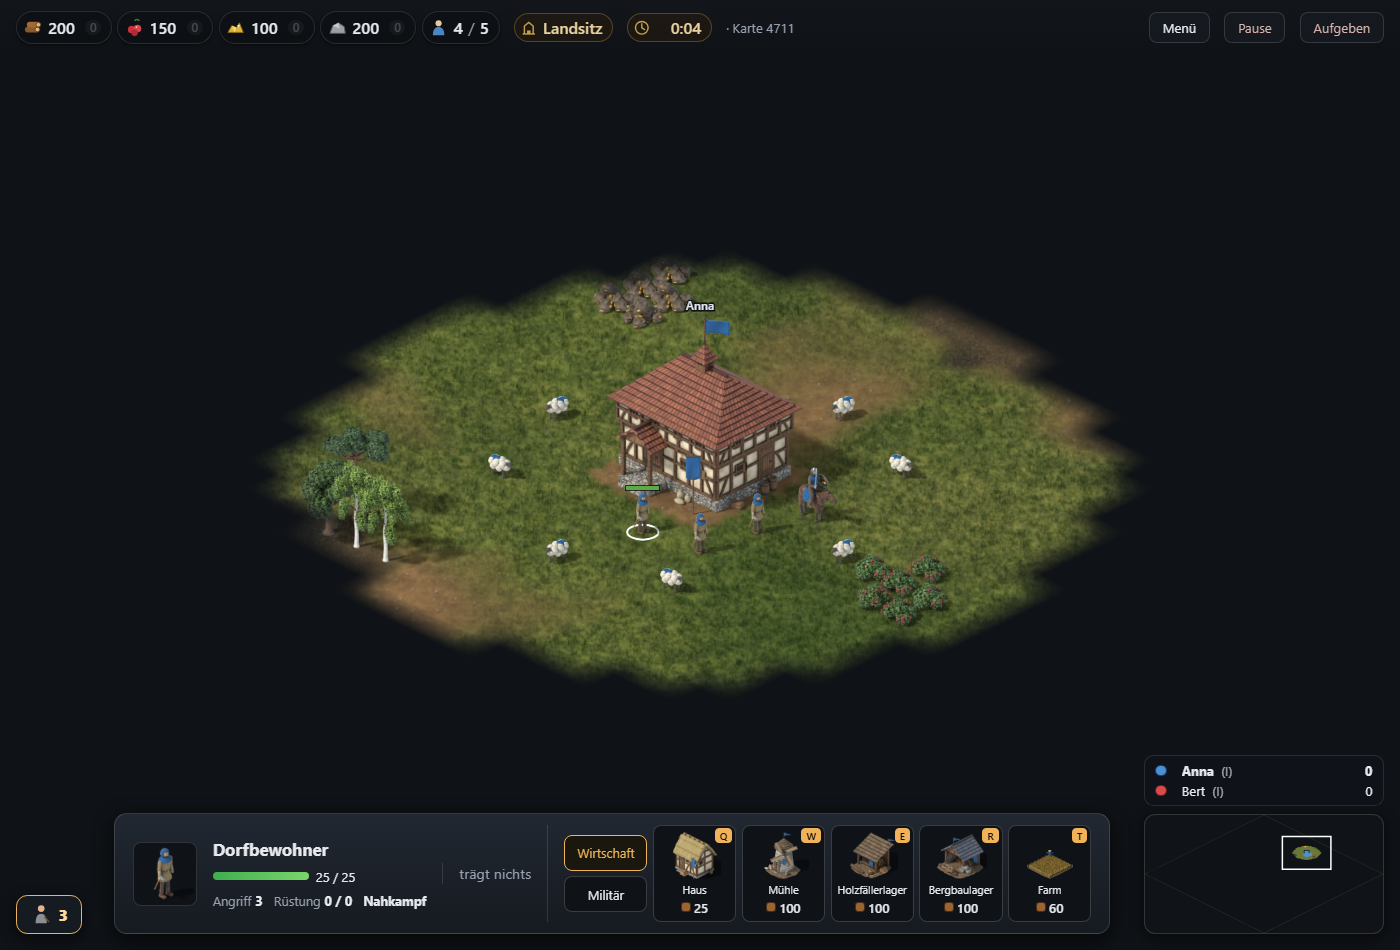 200 0 150 0 100 0 200 0 4 / 5 Landsitz 0:04 · Karte 4711 Menü Pause Aufgeben
Anna
Anna (I) 0
Bert (I) 0
3
Dorfbewohner
25 / 25
Angriff 3 Rüstung 0 / 0 Nahkampf
trägt nichts
Wirtschaft
Militär
Q
Haus
25
W
Mühle
100
E
Holzfällerlager
100
R
Bergbaulager
100
T
Farm
60